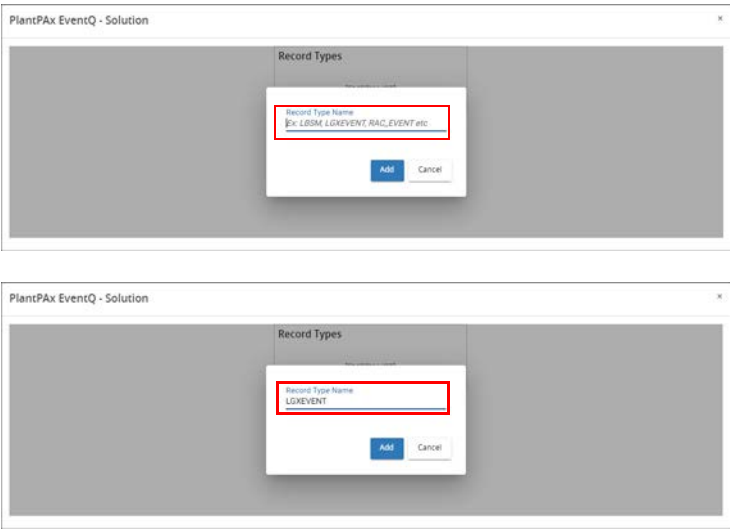 PlantPAx EventQ - Solution
×
Record Types
Record Type Name
Ex: LBSM, LGXEVENT, RAC_EVENT etc
Add Cancel
PlantPAx EventQ - Solution
×
Record Types
Record Type Name
LGXEVENT
Add Cancel